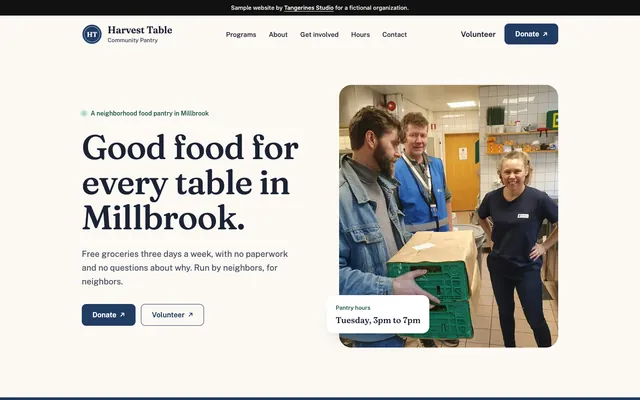 Sample website by Tangerines Studio for a fictional organization.
HT
Harvest Table
Community Pantry
Programs
About
Get involved
Hours
Contact
Volunteer
Donate ↗
A neighborhood food pantry in Millbrook
Good food for
every table in
Millbrook.
Free groceries three days a week, with no paperwork
and no questions about why. Run by neighbors, for
neighbors.
Donate ↗
Volunteer ↗
Pantry hours
Tuesday, 3pm to 7pm